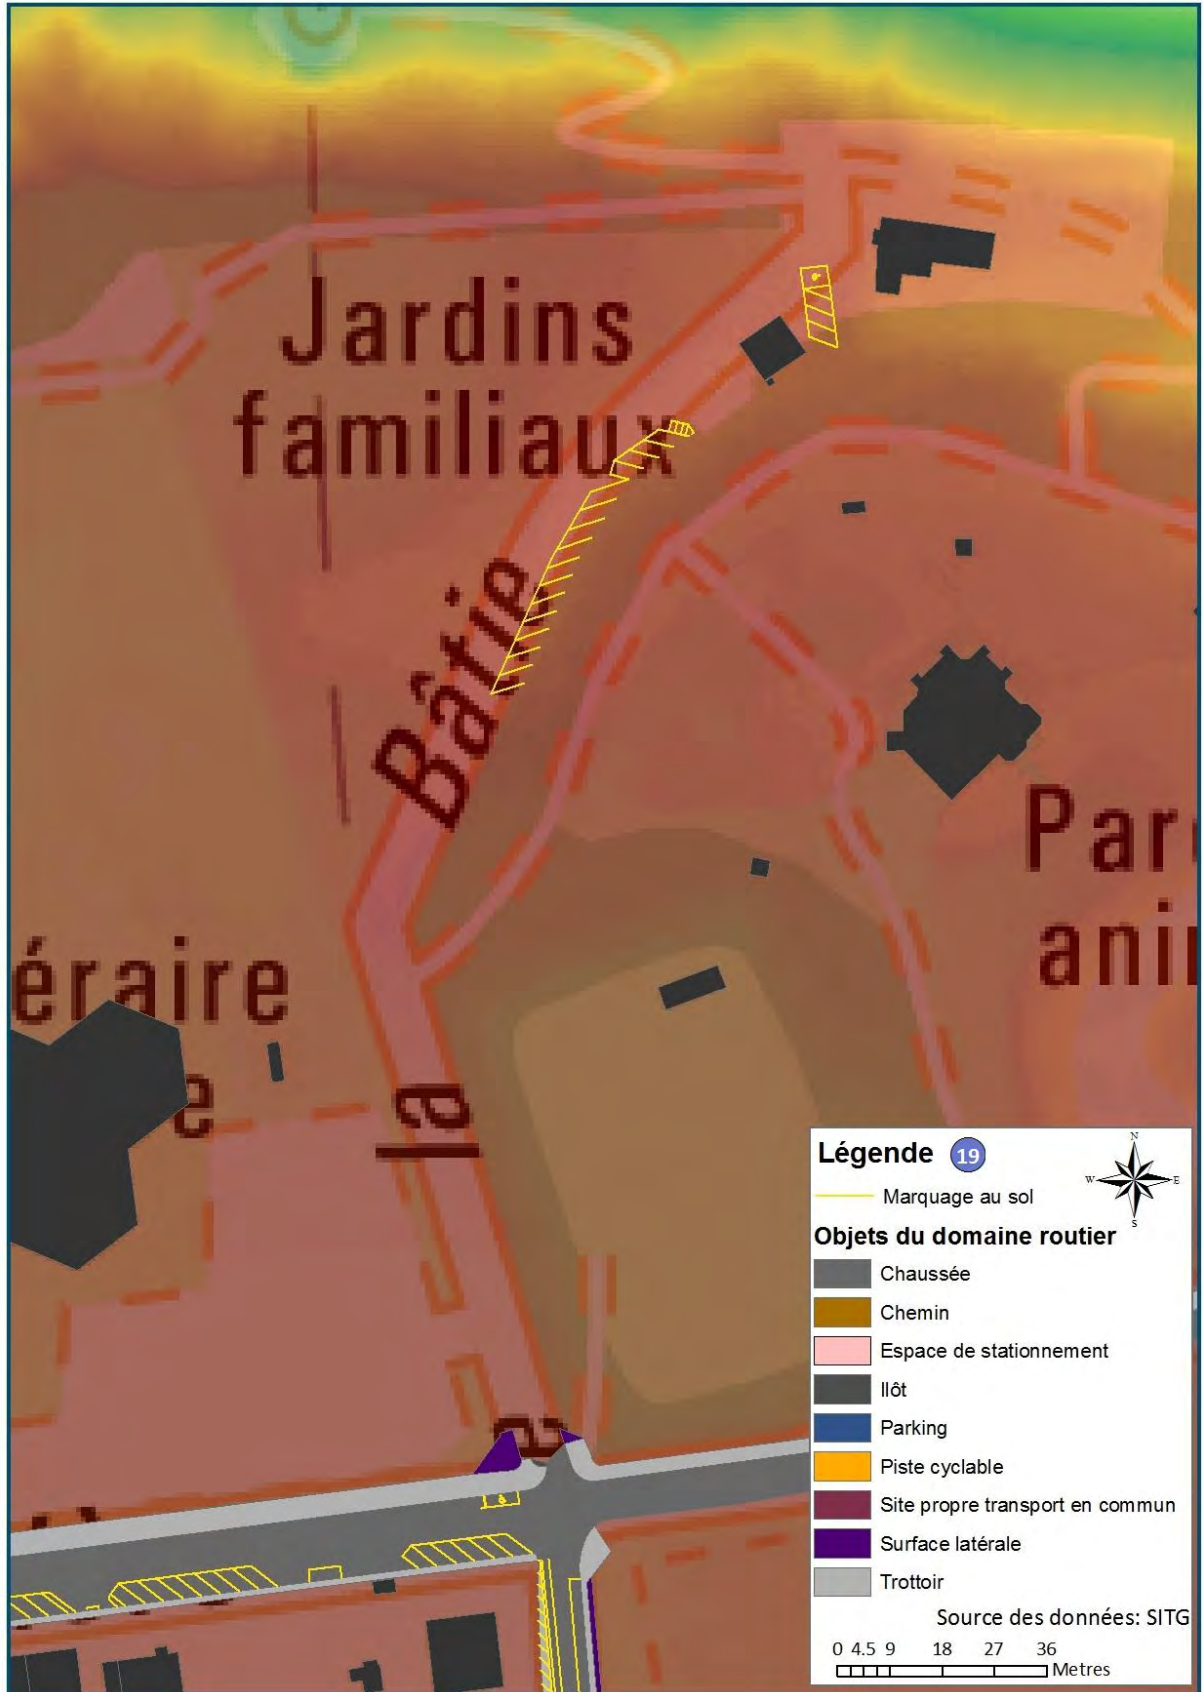 Jardins
familiaux
Bâtie
Par
ani
éraire
e
la
e
Légende 19
N
W E
S
Marquage au sol
Objets du domaine routier
Chaussée
Chemin
Espace de stationnement
Ilôt
Parking
Piste cyclable
Site propre transport en commun
Surface latérale
Trottoir
Source des données: SITG
0 4.5 9 18 27 36
Metres